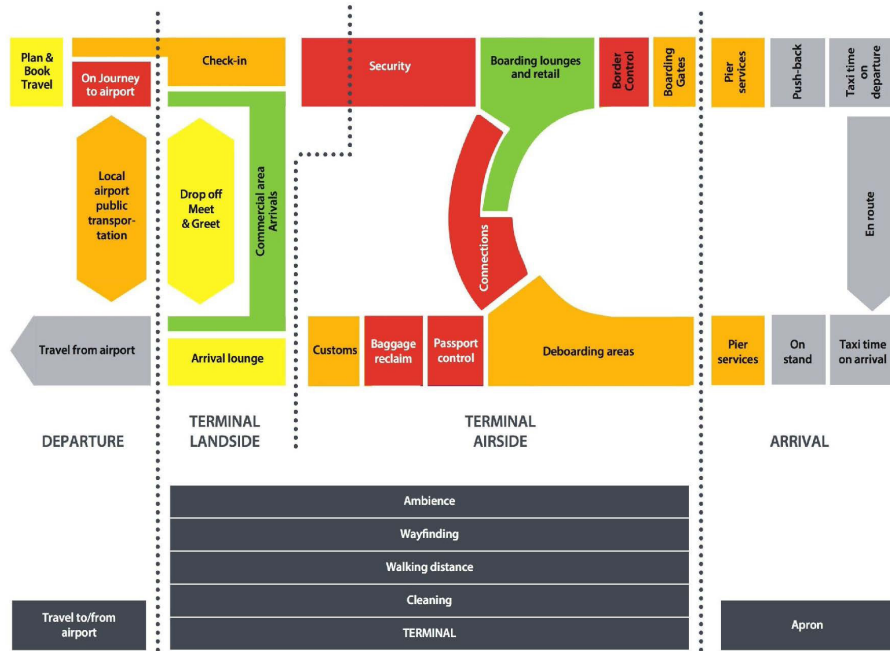 Plan &
Book
Travel
On Journey
to airport
Check-in
Security
Boarding lounges
and retail
Border
Control
Boarding
Gates
Pier
services
Push-back
Taxi time
on
departure
Local
airport
public
transpor-
tation
Drop off
Meet
& Greet
Commercial area
Arrivals
Connections
En route
Travel from airport
Arrival lounge
Customs
Baggage
reclaim
Passport
control
Deboarding areas
Pier
services
On
stand
Taxi time
on arrival
DEPARTURE
TERMINAL
LANDSIDE
TERMINAL
AIRSIDE
ARRIVAL
Ambience
Wayfinding
Walking distance
Cleaning
TERMINAL
Travel to/from
airport
Apron